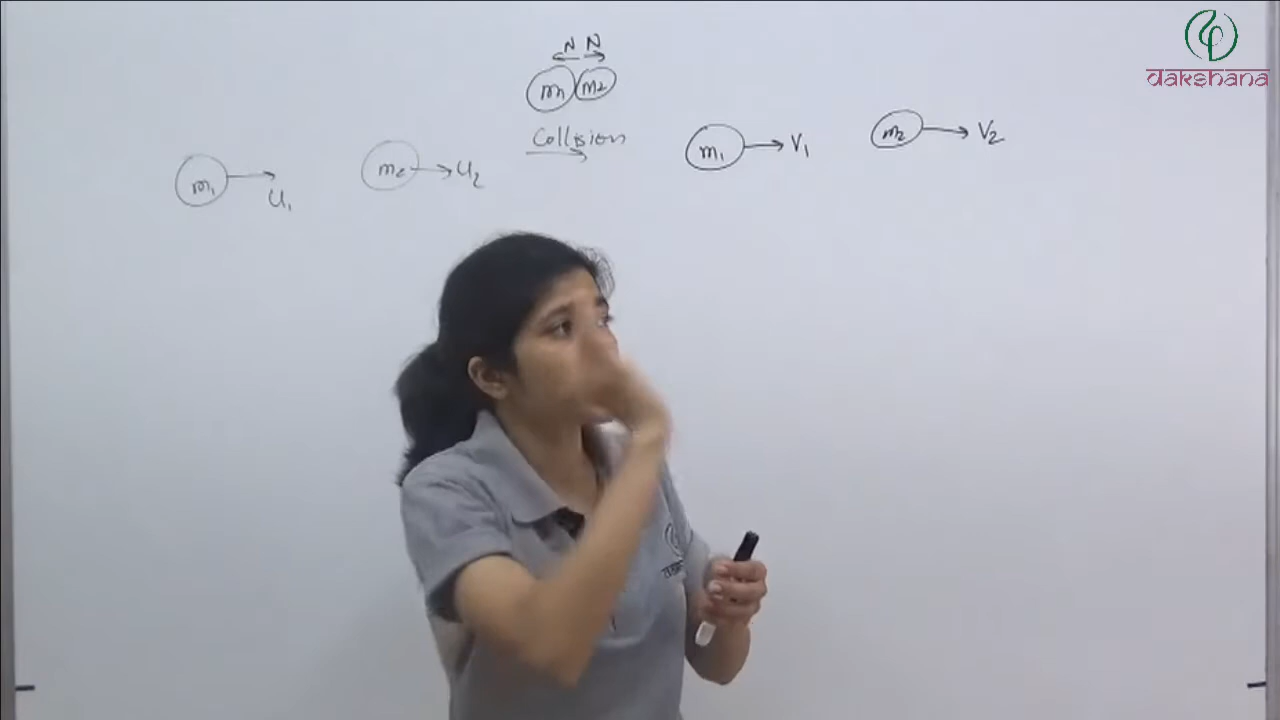 N N
m1 m2
Collision
m1 u1
m2 u2
m1 v1
m2 v2
dakshana